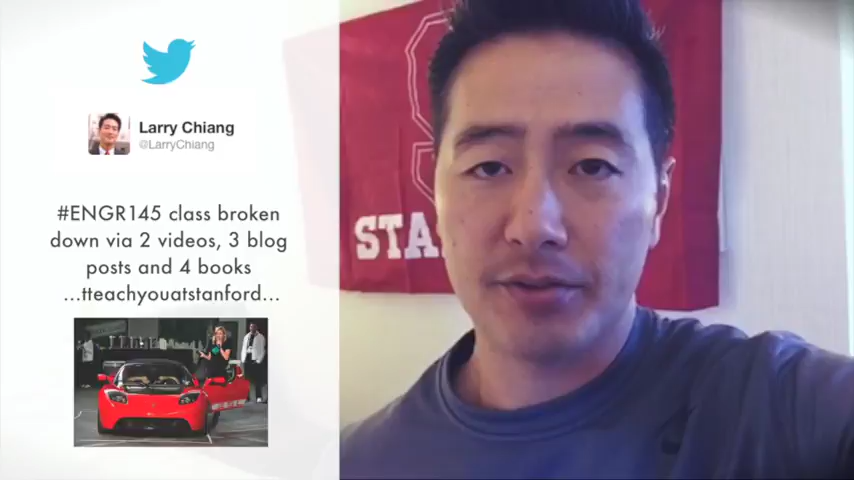 Larry Chiang
@LarryChiang
#ENGR145 class broken
down via 2 videos, 3 blog
posts and 4 books
...tteachyouatstanford...
S
STA